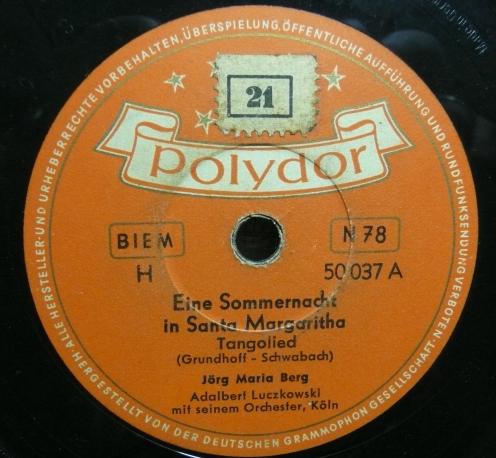 ALLE HERSTELLER- UND URHEBERRECHTE VORBEHALTEN, ÜBERSPIELUNG, ÖFFENTLICHE AUFFÜHRUNG UND RUNDFUNKSENDUNG VERBOTEN.
21
polydor
BIEM
N 78
H
50 037 A
Eine Sommernacht
in Santa Margaritha
Tangolied
(Grundhoff - Schwabach)
Jörg Maria Berg
Adalbert Luczkowski
mit seinem Orchester, Köln
HERGESTELLT VON DER DEUTSCHEN GRAMMOPHON GESELLSCHAFT